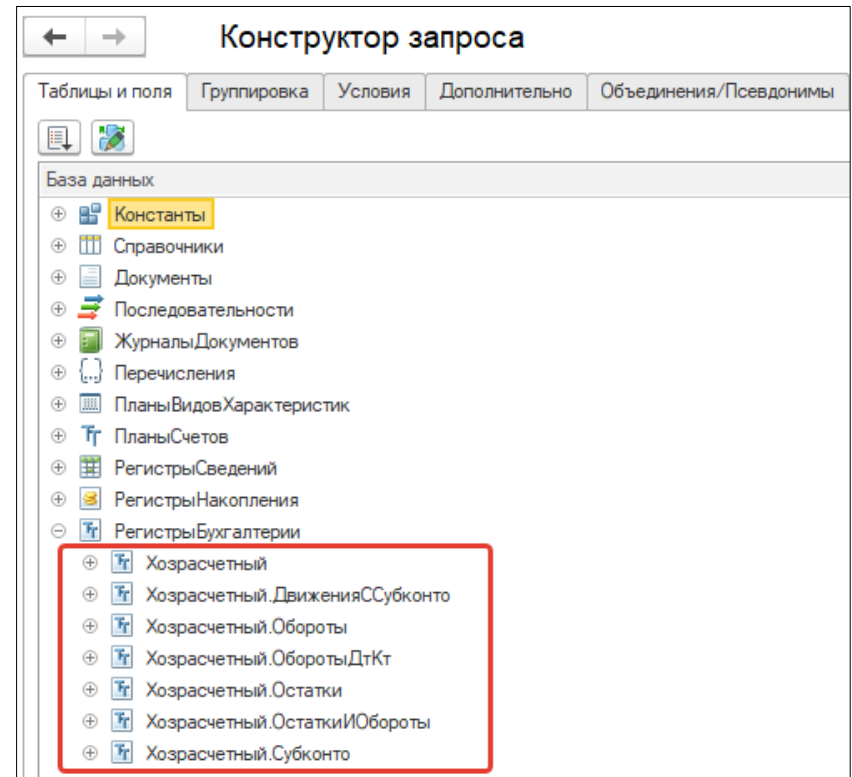 Конструктор запроса
Таблицы и поля Группировка Условия Дополнительно Объединения/Псевдонимы
База данных
Константы
Справочники
Документы
Последовательности
ЖурналыДокументов
Перечисления
ПланыВидовХарактеристик
ПланыСчетов
РегистрыСведений
РегистрыНакопления
РегистрыБухгалтерии
Хозрасчетный
Хозрасчетный.ДвиженияССубконто
Хозрасчетный.Обороты
Хозрасчетный.ОборотыДтКт
Хозрасчетный.Остатки
Хозрасчетный.ОстаткиИОбороты
Хозрасчетный.Субконто